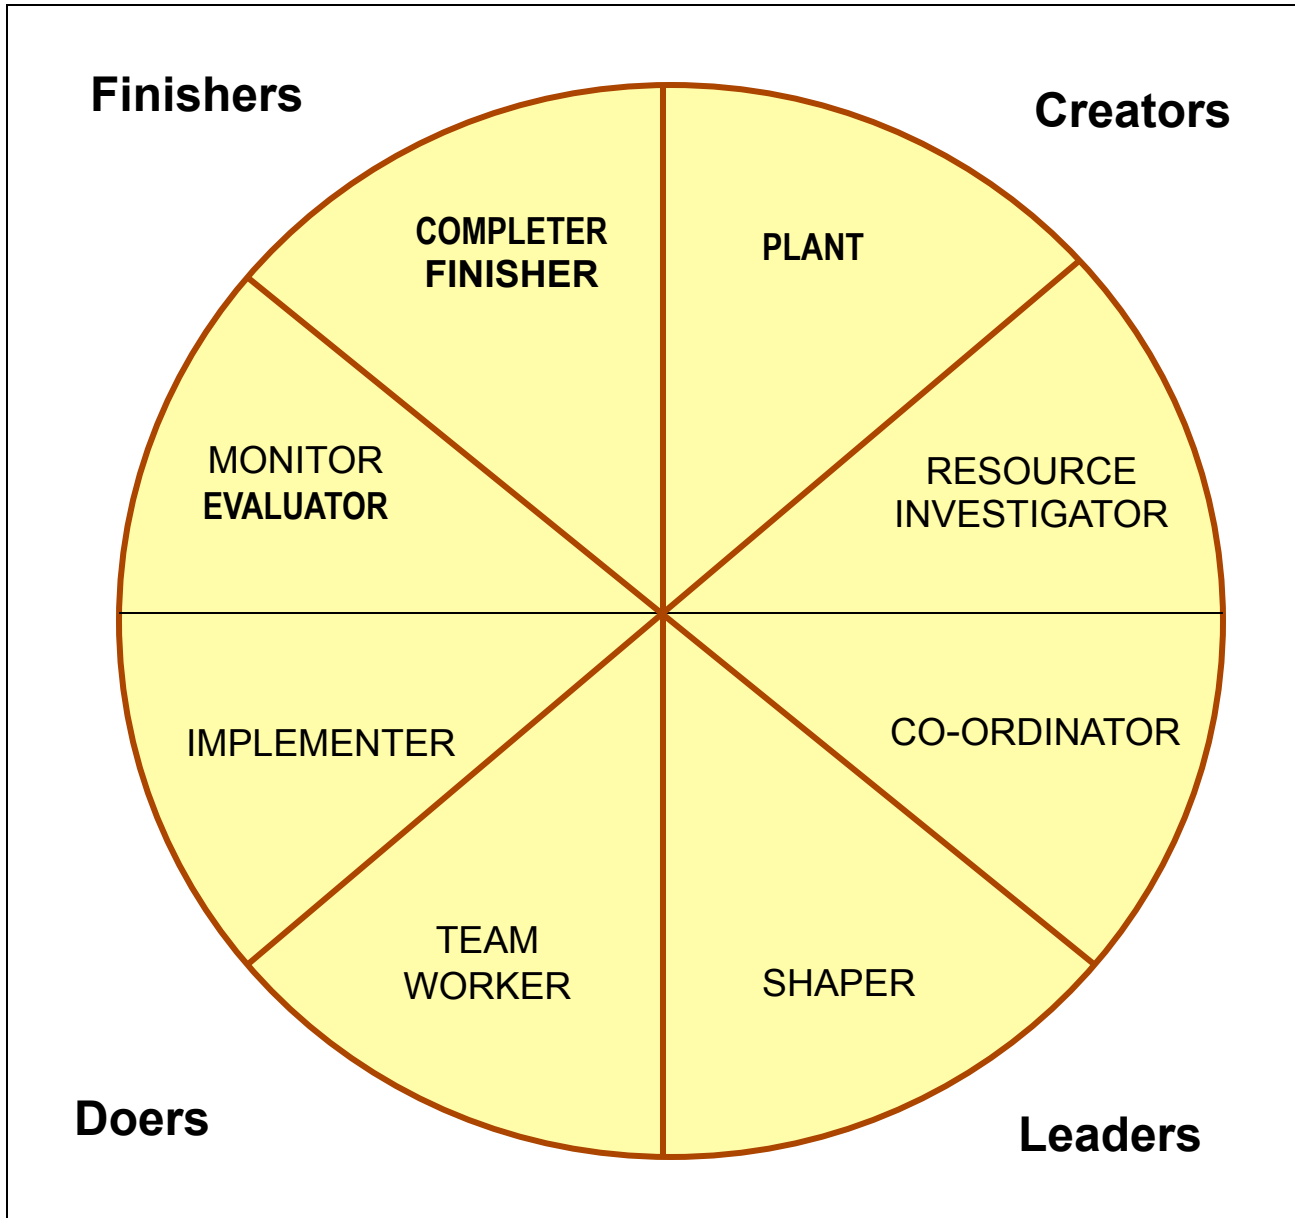 Finishers
Creators
COMPLETER
FINISHER
PLANT
MONITOR
EVALUATOR
RESOURCE
INVESTIGATOR
IMPLEMENTER
CO-ORDINATOR
TEAM
WORKER
SHAPER
Doers
Leaders